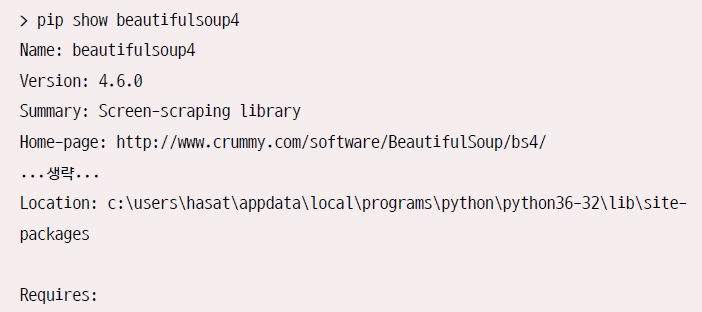 > pip show beautifulsoup4
Name: beautifulsoup4
Version: 4.6.0
Summary: Screen-scraping library
Home-page: http://www.crummy.com/software/BeautifulSoup/bs4/
...생략...
Location: c:\users\hasat\appdata\local\programs\python\python36-32\lib\site-
packages
Requires: